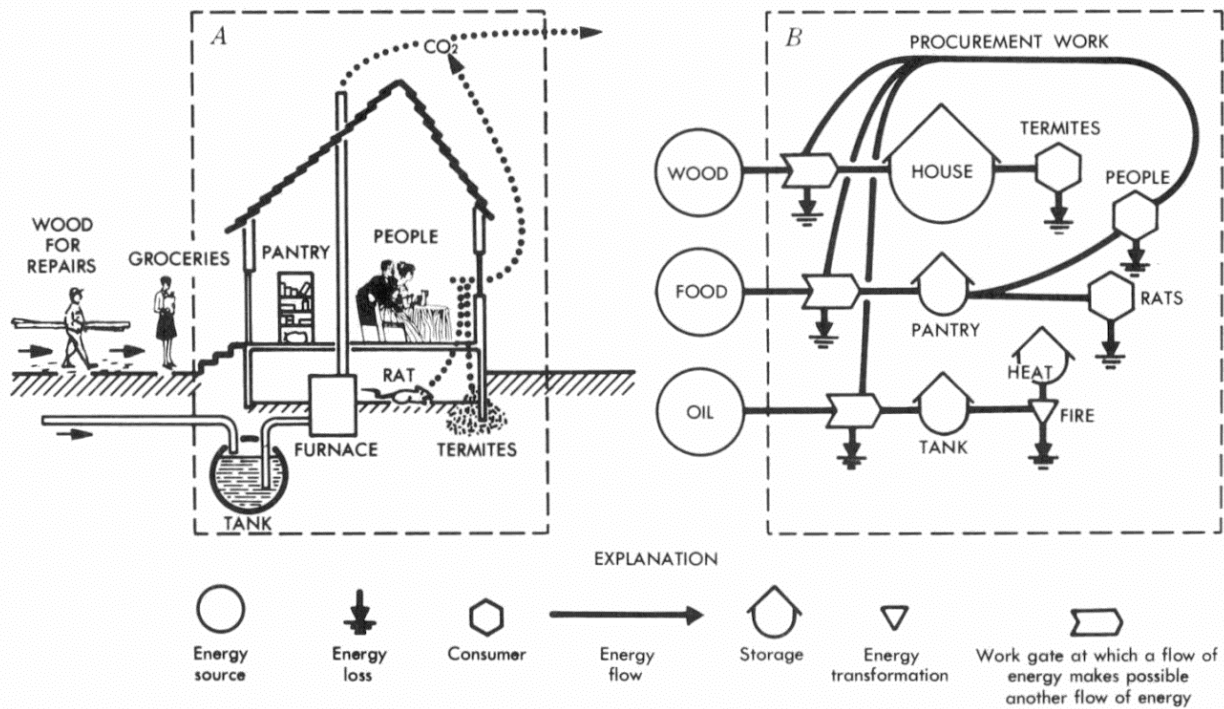 A
CO2
WOOD
FOR
REPAIRS
GROCERIES
PANTRY
PEOPLE
RAT
FURNACE
TERMITES
TANK
B
PROCUREMENT WORK
TERMITES
WOOD
HOUSE
PEOPLE
FOOD
PANTRY
RATS
HEAT
OIL
TANK
FIRE
EXPLANATION
Energy
source
Energy
loss
Consumer
Energy
flow
Storage
Energy
transformation
Work gate at which a flow of
energy makes possible
another flow of energy